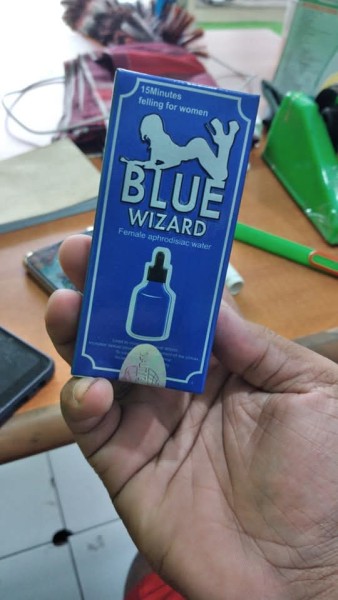 15Minutes
felling for women
BLUE
WIZARD
Female aphrodisiac water